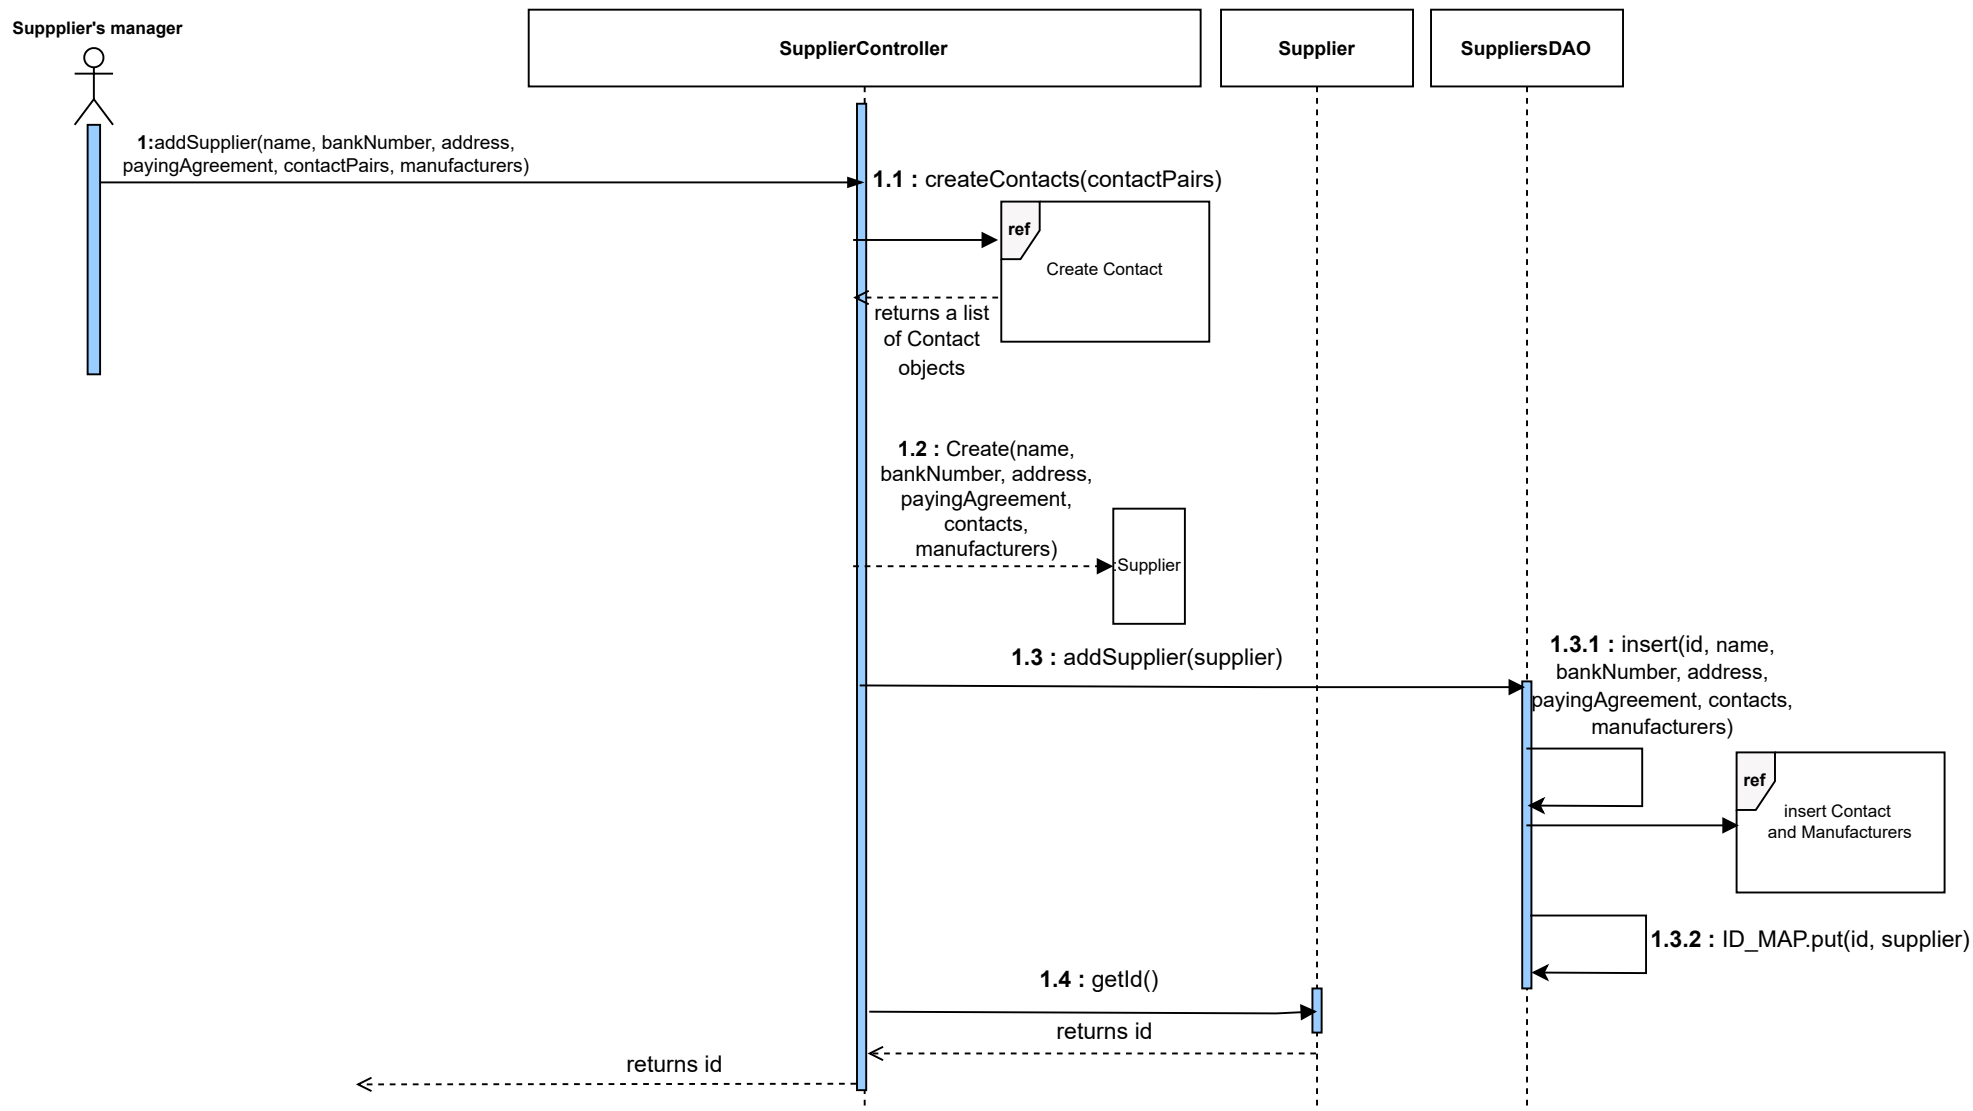 Suppplier's manager
SupplierController
Supplier
SuppliersDAO
1:addSupplier(name, bankNumber, address,
payingAgreement, contactPairs, manufacturers)
1.1 : createContacts(contactPairs)
ref
Create Contact
returns a list
of Contact
objects
1.2 : Create(name,
bankNumber, address,
payingAgreement,
contacts,
manufacturers)
:Supplier
1.3 : addSupplier(supplier)
1.3.1 : insert(id, name,
bankNumber, address,
payingAgreement, contacts,
manufacturers)
ref
insert Contact
and Manufacturers
1.3.2 : ID_MAP.put(id, supplier)
1.4 : getId()
returns id
returns id